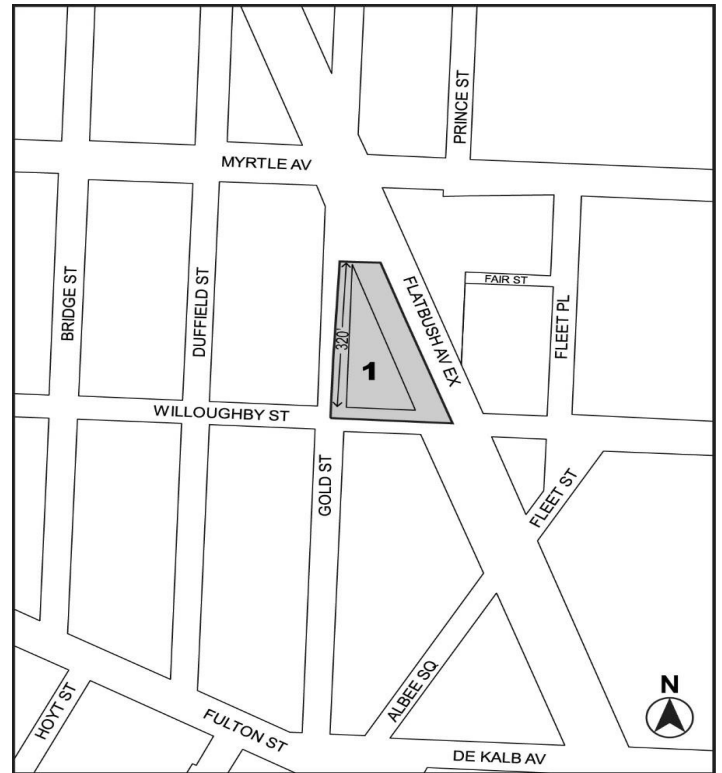 PRINCE ST
MYRTLE AV
BRIDGE ST
DUFFIELD ST
FLATBUSH AV EX
FAIR ST
FLEET PL
320'
1
WILLOUGHBY ST
GOLD ST
FLEET ST
ALBEE SQ
HOYT ST
FULTON ST
DE KALB AV
N